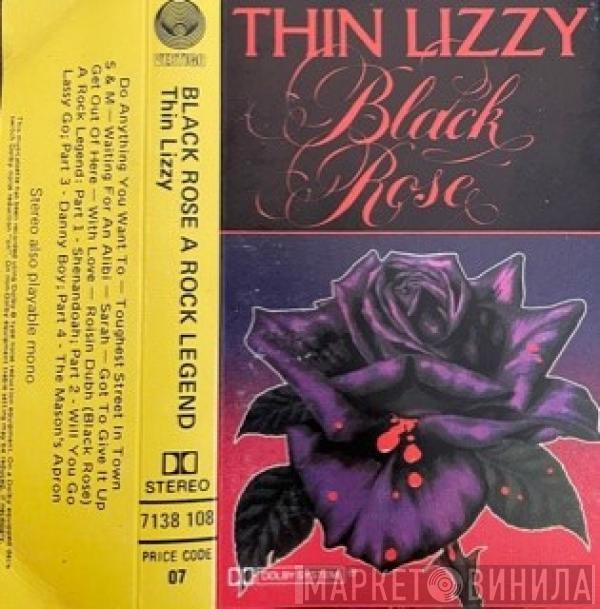 THIN LIZZY
Black
Rose
DOLBY SYSTEM
VERTIGO
BLACK ROSE A ROCK LEGEND
Thin Lizzy
STEREO
7138 108
PRICE CODE
07
Do Anything You Want To — Toughest Street In Town
S & M — Waiting For An Alibi — Sarah — Got To Give It Up
Get Out Of Here — With Love — Roisin Dubh (Black Rose)
A Rock Legend: Part 1 - Shenandoah; Part 2 - Will You Go
Lassy Go; Part 3 - Danny Boy; Part 4 - The Mason's Apron
Stereo also playable mono
МАРКЕТ ВИНИЛА